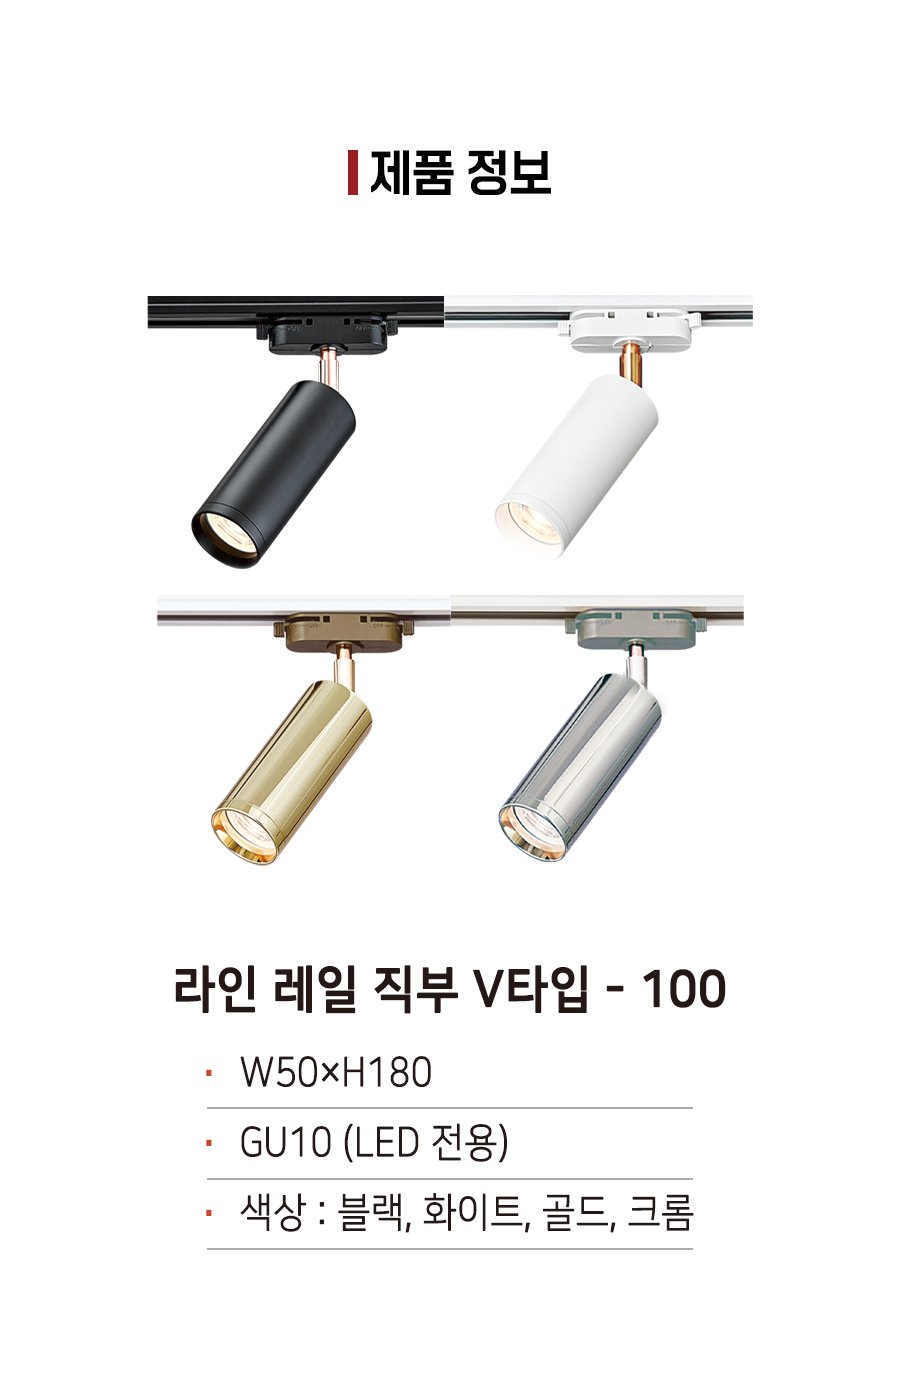 제품 정보
라인 레일 직부 V타입 - 100
· W50×H180
· GU10 (LED 전용)
· 색상 : 블랙, 화이트, 골드, 크롬